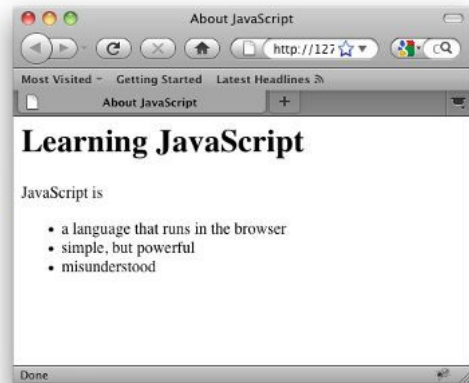 About JavaScript
http://127
Most Visited Getting Started Latest Headlines
About JavaScript +
Learning JavaScript
JavaScript is
• a language that runs in the browser
• simple, but powerful
• misunderstood
Done